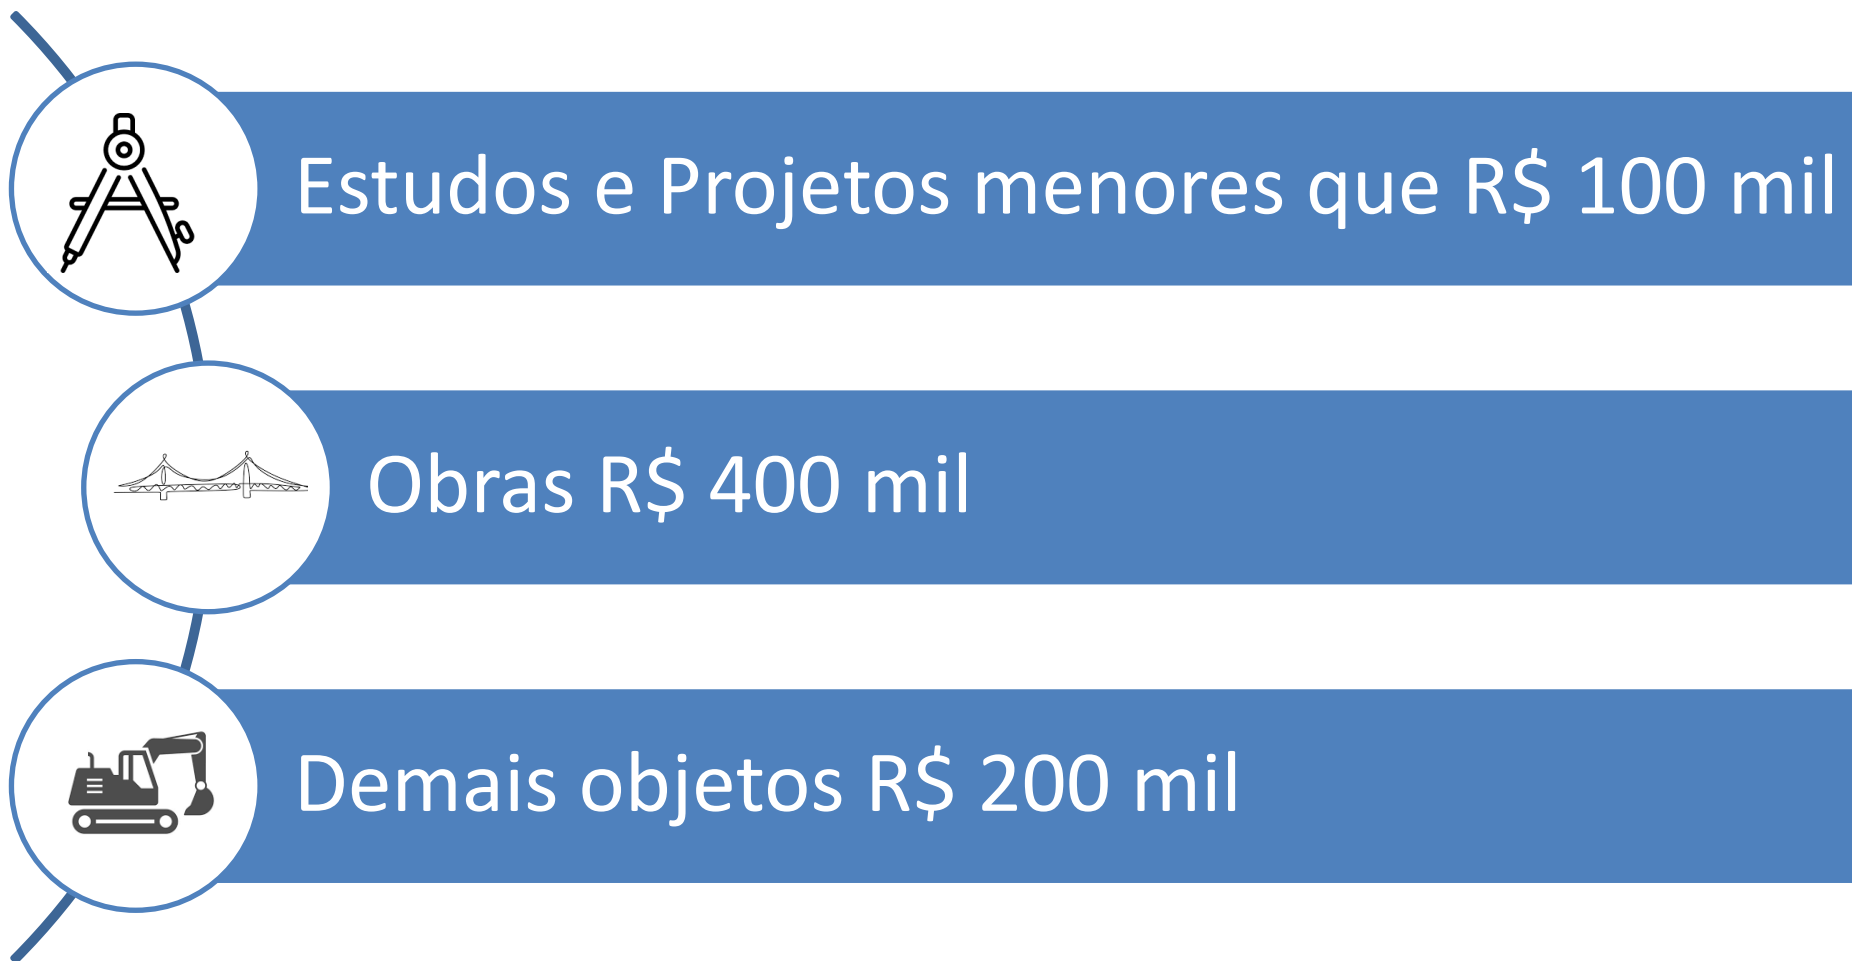 Estudos e Projetos menores que R$ 100 mil
Obras R$ 400 mil
Demais objetos R$ 200 mil